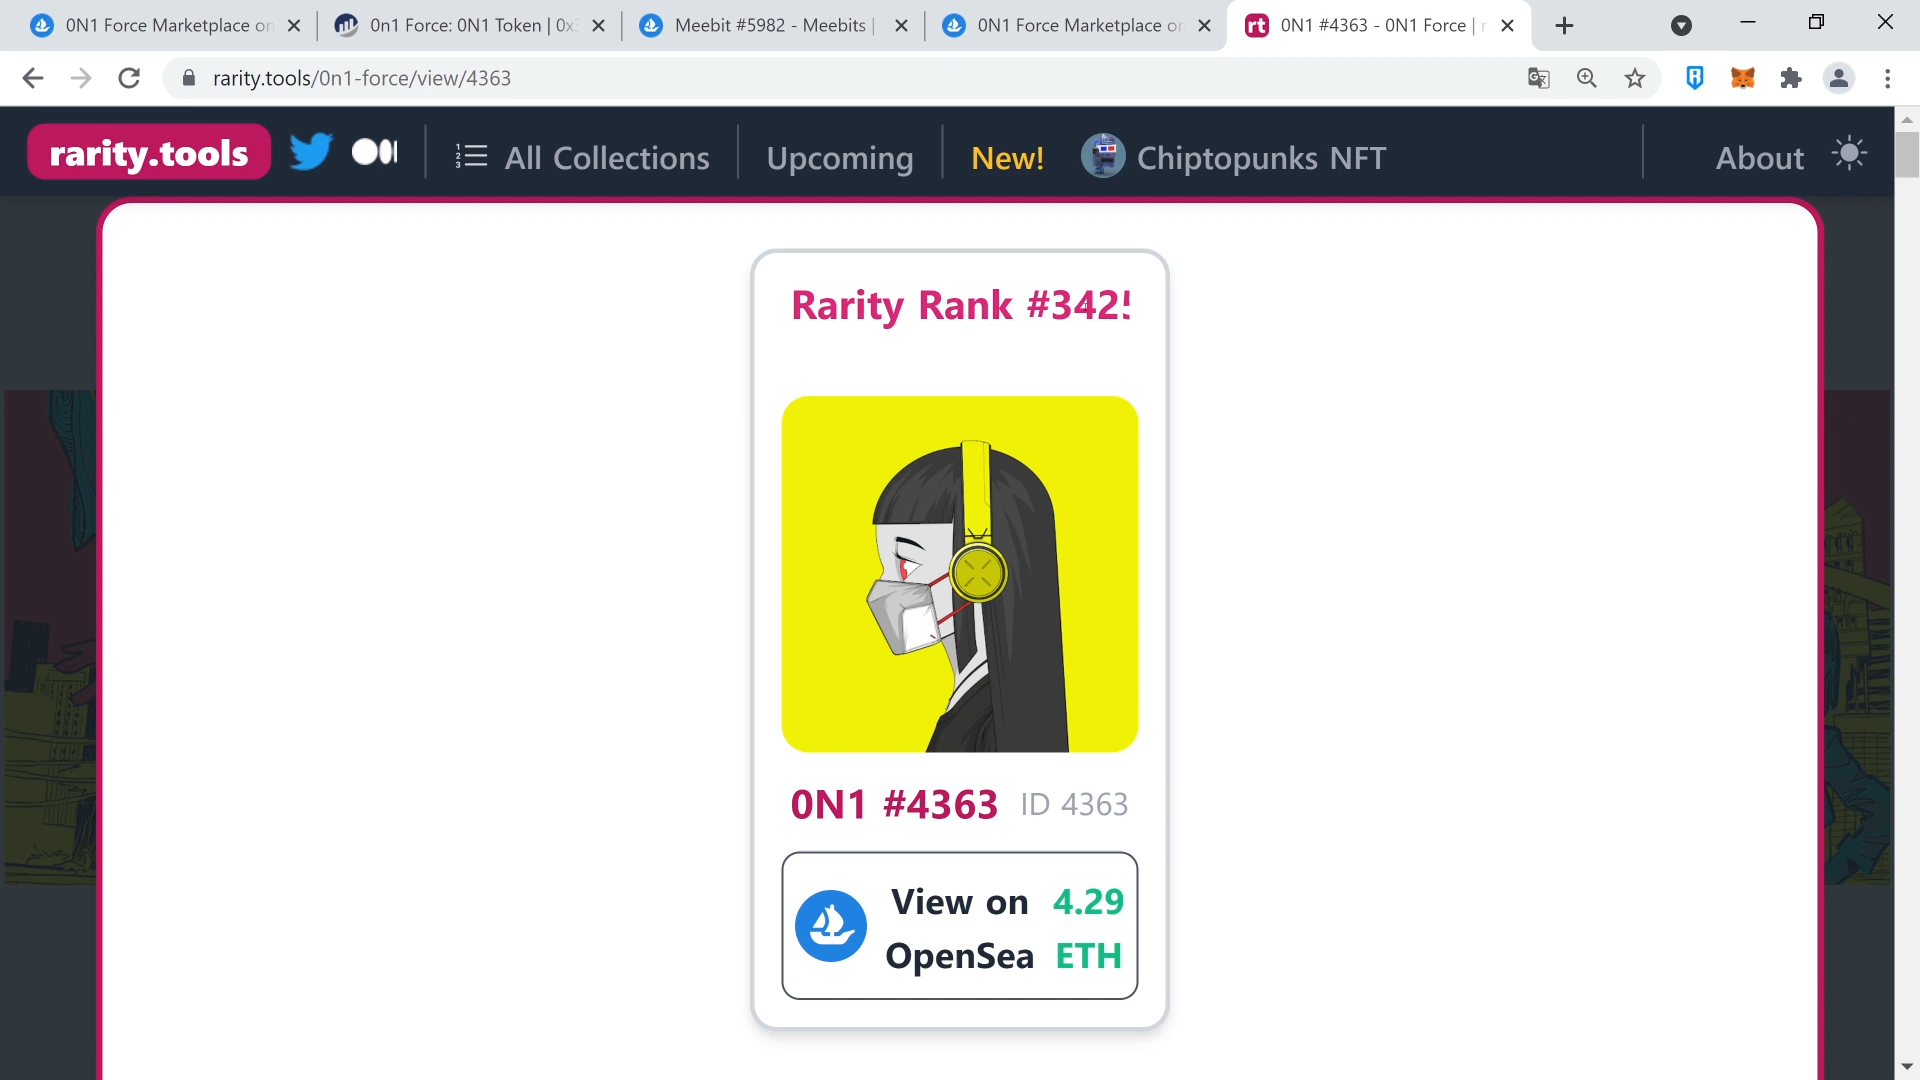 0N1 Force Marketplace on
0n1 Force: 0N1 Token | 0x
Meebit #5982 - Meebits |
0N1 Force Marketplace on
0N1 #4363 - 0N1 Force |
rarity.tools/0n1-force/view/4363
rarity.tools
All Collections
Upcoming
New!
Chiptopunks NFT
About
Rarity Rank #342
0N1 #4363 ID 4363
View on 4.29
OpenSea ETH